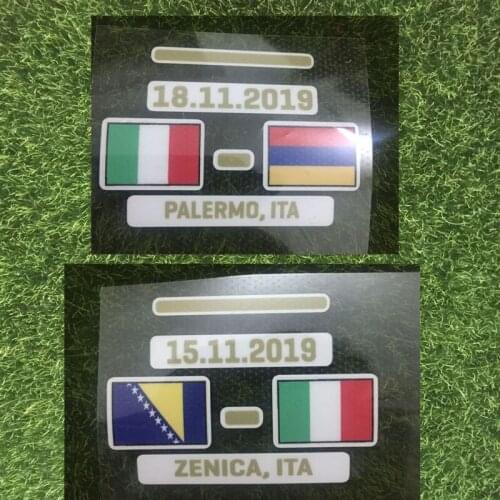 18.11.2019
PALERMO, ITA
15.11.2019
ZENICA, ITA